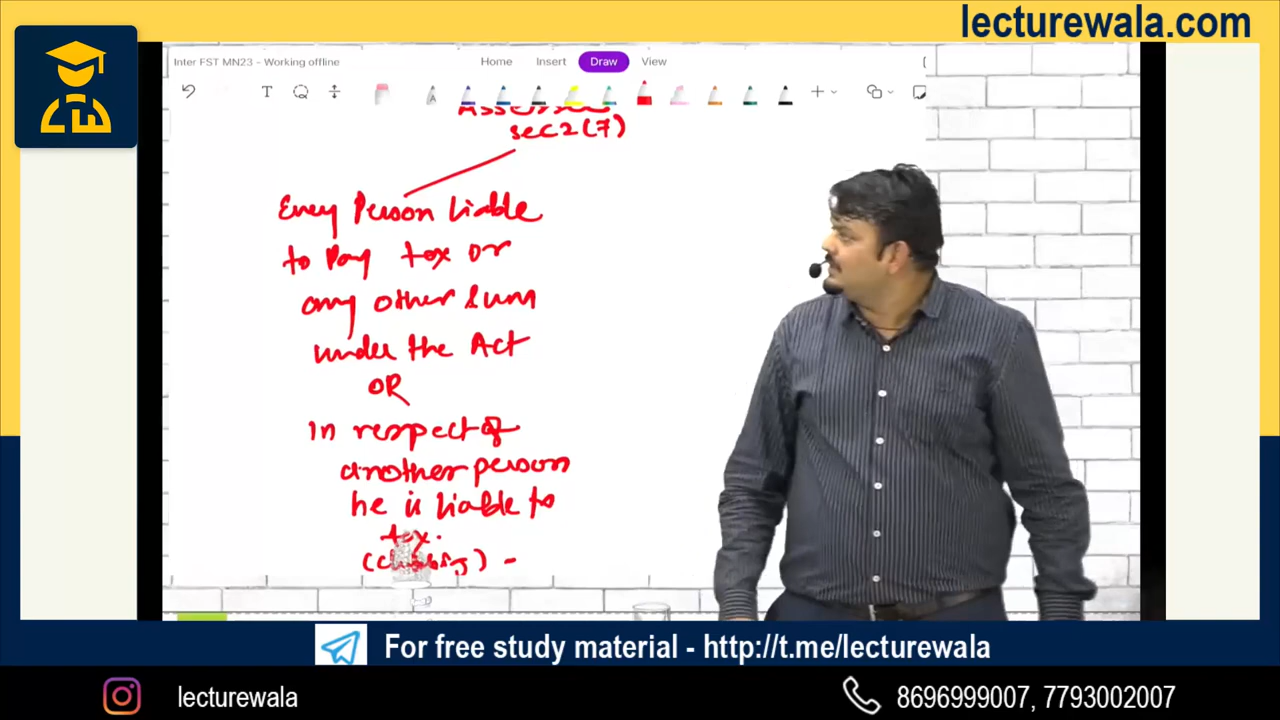 lecturewala.com
Inter FST MN23 - Working offline
Home Insert Draw View
T
A
Assessee
sec 2(7)
Every Person liable
to Pay tax or
any other Sum
under the Act
OR
In respect of
another person
he is liable to
tax.
(Clubbing) -
For free study material - http://t.me/lecturewala
lecturewala
8696999007, 7793002007